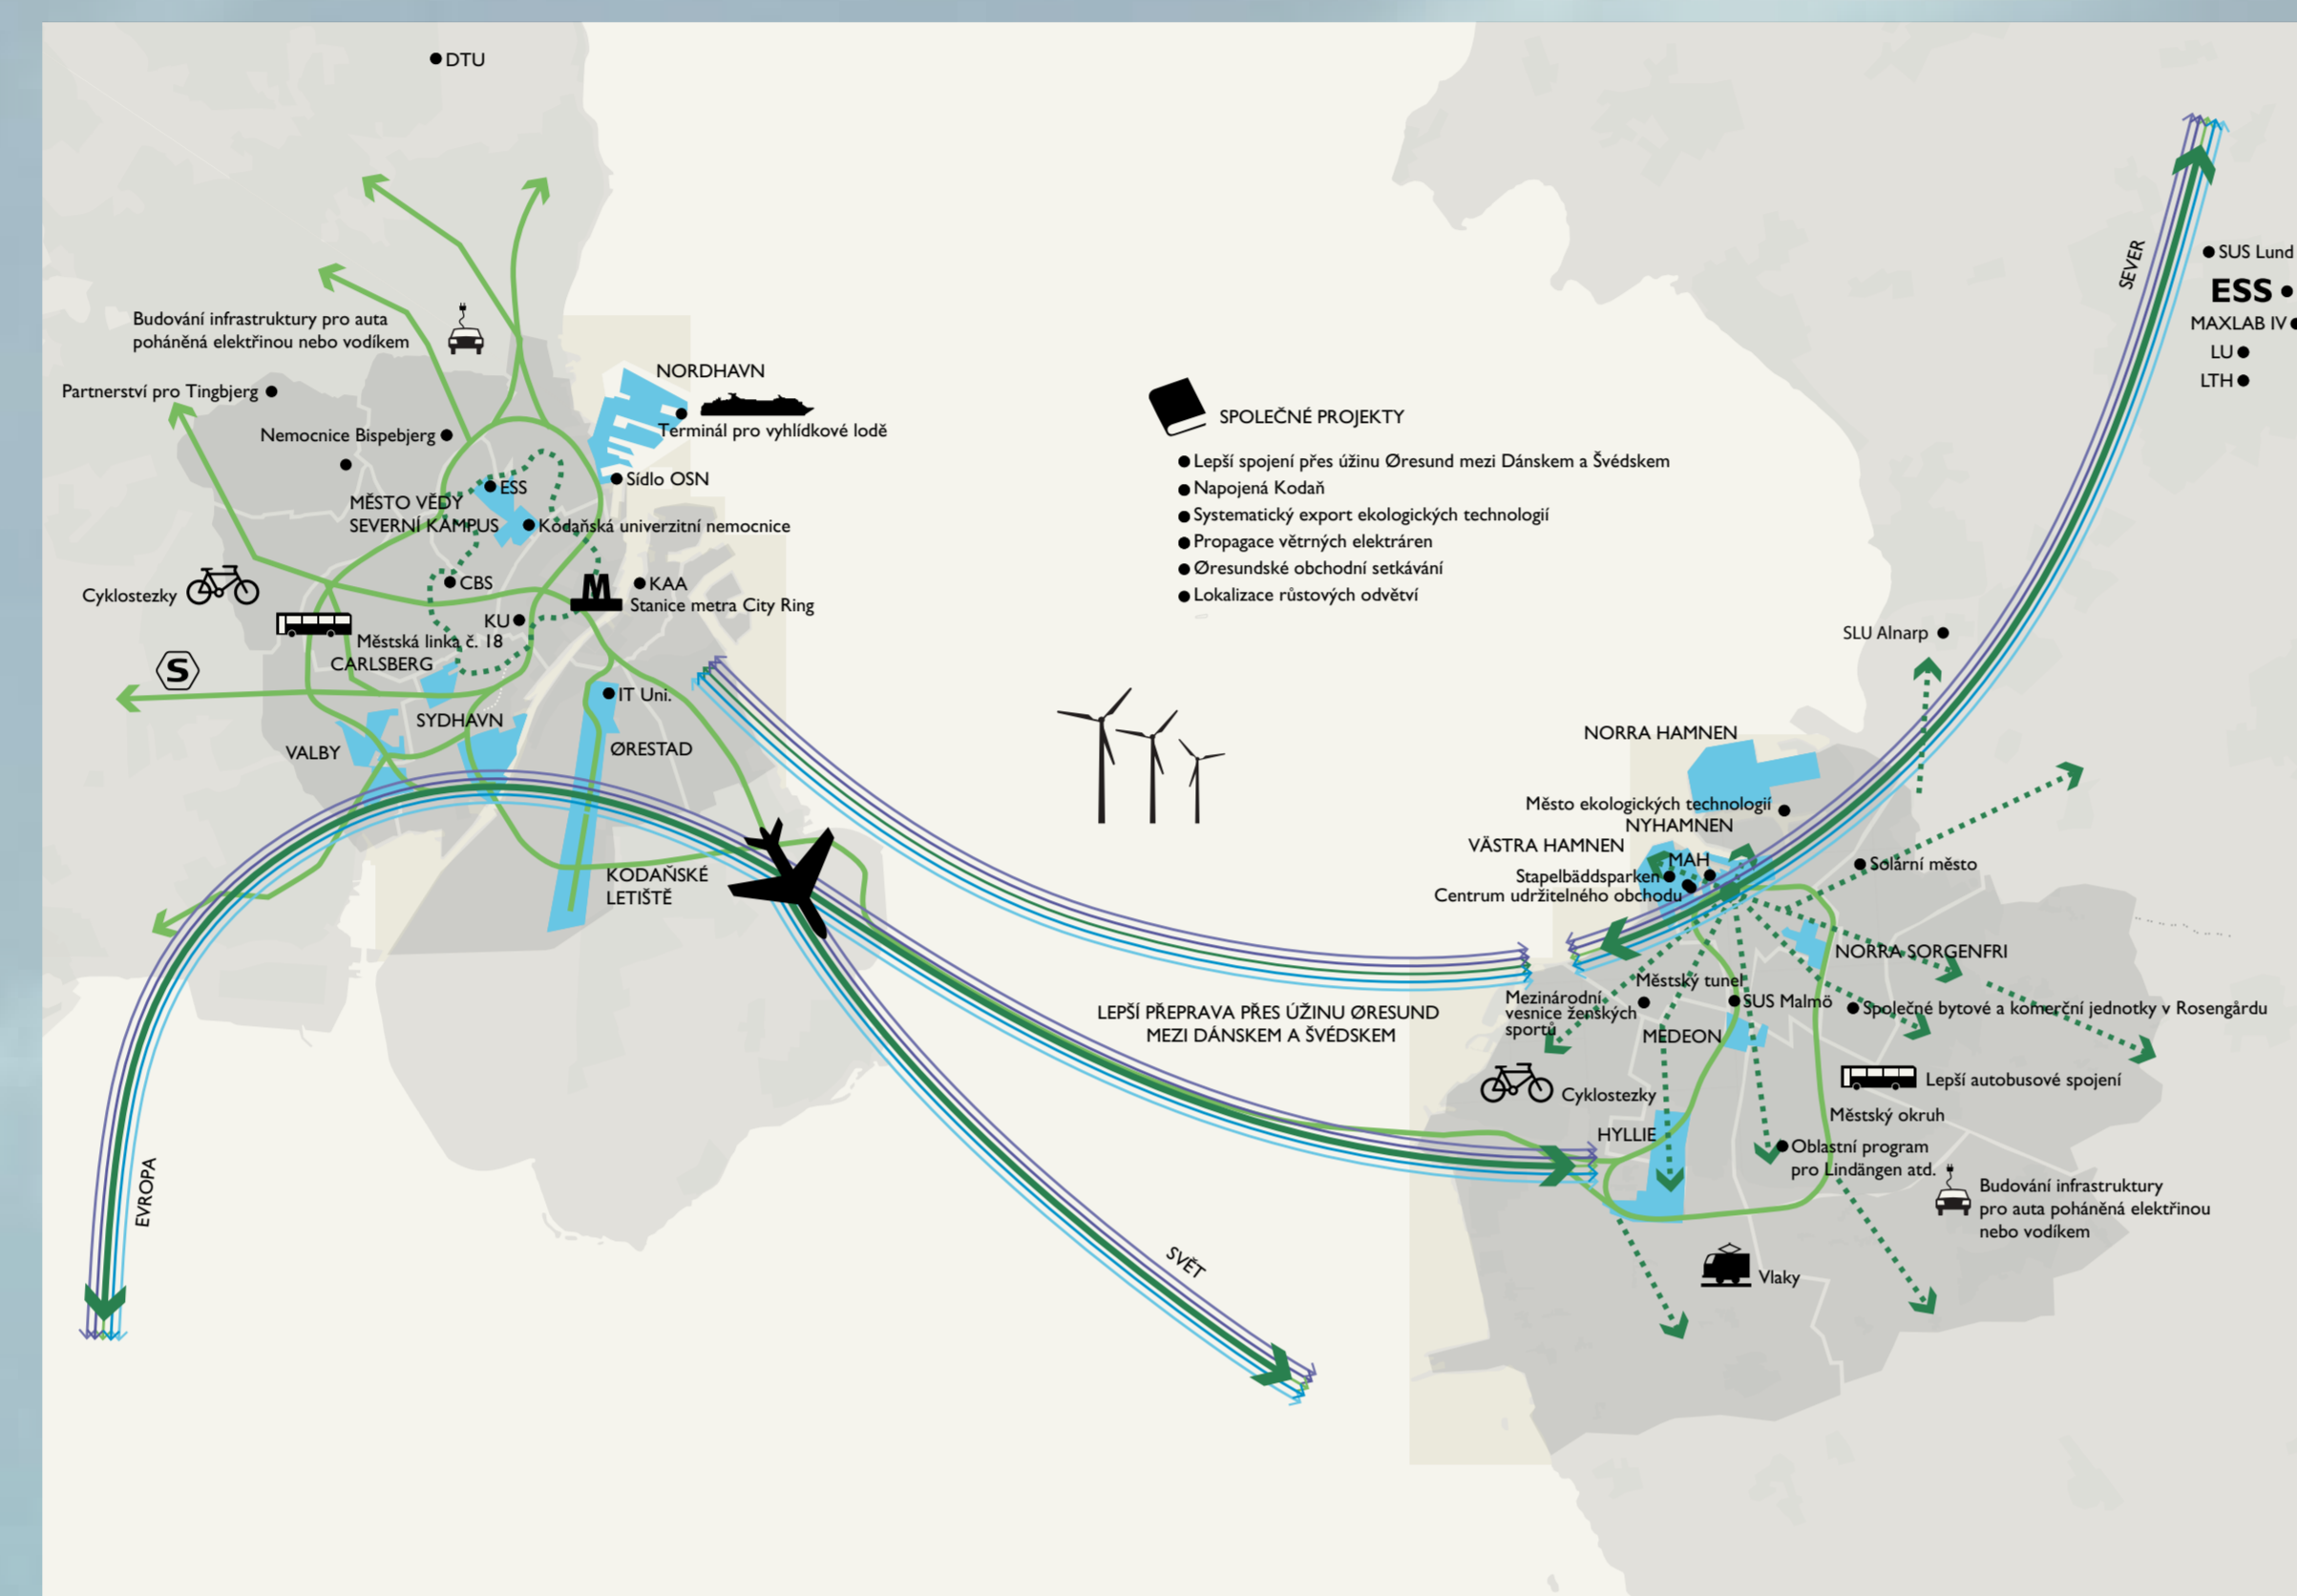 DTU
Budování infrastruktury pro auta
poháněná elektřinou nebo vodíkem
Partnerství pro Tingbjerg
Nemocnice Bispebjerg
NORDHAVN
Terminál pro vyhlídkové lodě
Sídlo OSN
ESS
MĚSTO VĚDY
SEVERNÍ KAMPUS
Kodaňská univerzitní nemocnice
Cyklostezky
CBS
M
KAA
Stanice metra City Ring
KU
Městská linka č. 18
CARLSBERG
S
IT Uni.
SYDHAVN
VALBY
ØRESTAD
KODAŇSKÉ
LETIŠTĚ
EVROPA
SPOLEČNÉ PROJEKTY
Lepší spojení přes úžinu Øresund mezi Dánskem a Švédskem
Napojená Kodaň
Systematický export ekologických technologií
Propagace větrných elektráren
Øresundské obchodní setkávání
Lokalizace růstových odvětví
LEPŠÍ PŘEPRAVA PŘES ÚŽINU ØRESUND
MEZI DÁNSKEM A ŠVÉDSKEM
SVĚT
SEVER
SUS Lund
ESS
MAXLAB IV
LU
LTH
SLU Alnarp
NORRA HAMNEN
Město ekologických technologií
NYHAMNEN
VÄSTRA HAMNEN
MAH
Stapelbäddsparken
Centrum udržitelného obchodu
Solární město
NORRA SORGENFRI
Městský tunel
Mezinárodní
vesnice ženských
sportů
SUS Malmö
Společné bytové a komerční jednotky v Rosengårdu
MEDEON
Cyklostezky
Lepší autobusové spojení
Městský okruh
HYLLIE
Oblastní program
pro Lindängen atd.
Budování infrastruktury
pro auta poháněná elektřinou
nebo vodíkem
Vlaky